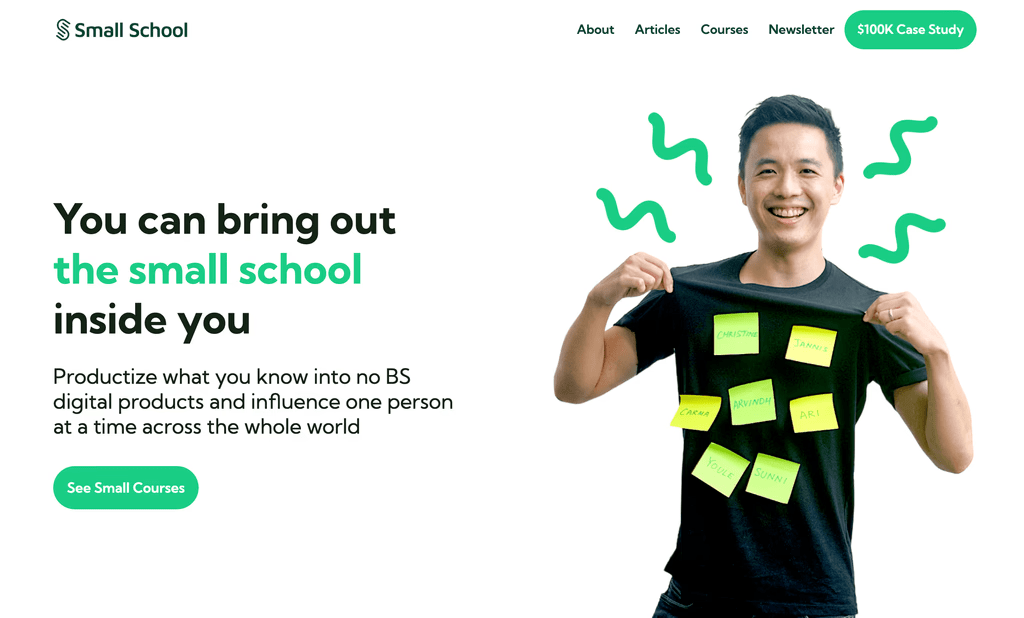 Small School
About
Articles
Courses
Newsletter
$100K Case Study
You can bring out
the small school
inside you
Productize what you know into no BS
digital products and influence one person
at a time across the whole world
See Small Courses
CHRISTINE
JANNIS
CARMA
ARVINDH
ARI
YOULE
SUNNI